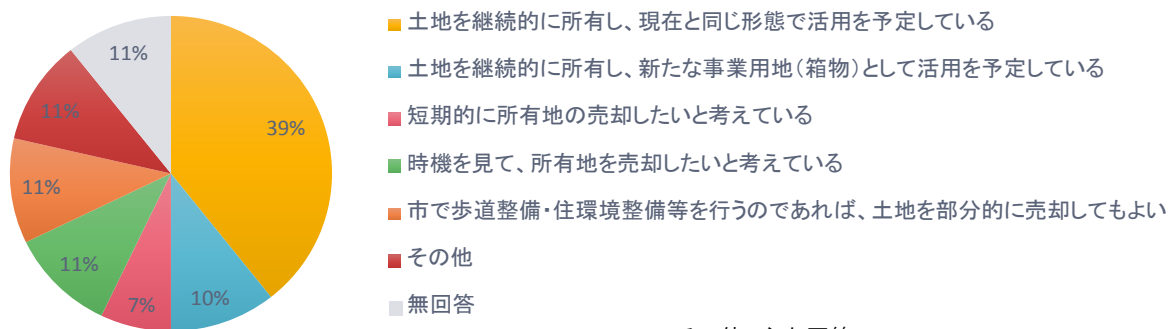 土地を継続的に所有し、現在と同じ形態で活用を予定している
土地を継続的に所有し、新たな事業用地（箱物）として活用を予定している
短期的に所有地の売却したいと考えている
時機を見て、所有地を売却したいと考えている
市で歩道整備・住環境整備等を行うのであれば、土地を部分的に売却してもよい
その他
無回答
39%
10%
7%
11%
11%
11%
11%